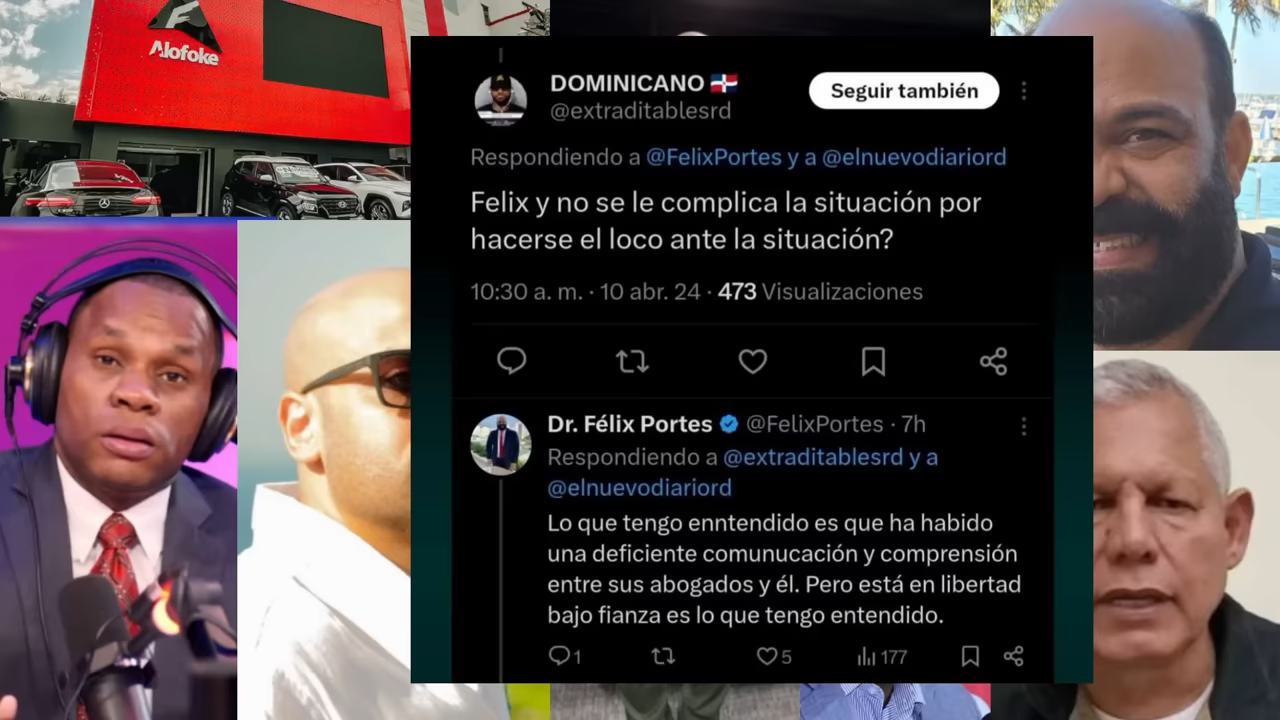 Alofoke
DOMINICANO
@extraditablesrd
Seguir también
Respondiendo a @FelixPortes y a @elnuevodiariord
Felix y no se le complica la situación por
hacerse el loco ante la situación?
10:30 a. m. · 10 abr. 24 · 473 Visualizaciones
Dr. Félix Portes @FelixPortes · 7h
Respondiendo a @extraditablesrd y a
@elnuevodiariord
Lo que tengo enntendido es que ha habido
una deficiente comunucación y comprensión
entre sus abogados y él. Pero está en libertad
bajo fianza es lo que tengo entendido.
1 5 177